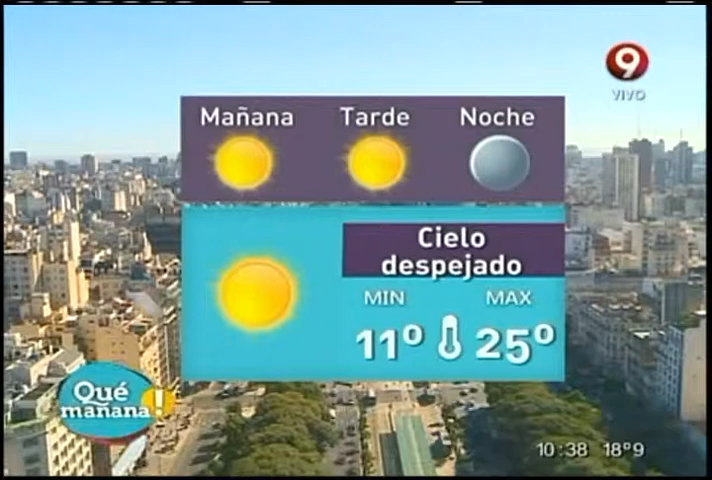 9
VIVO
Mañana Tarde Noche
Cielo
despejado
MIN MAX
11º 25º
Qué
mañana!
10:38 18º9